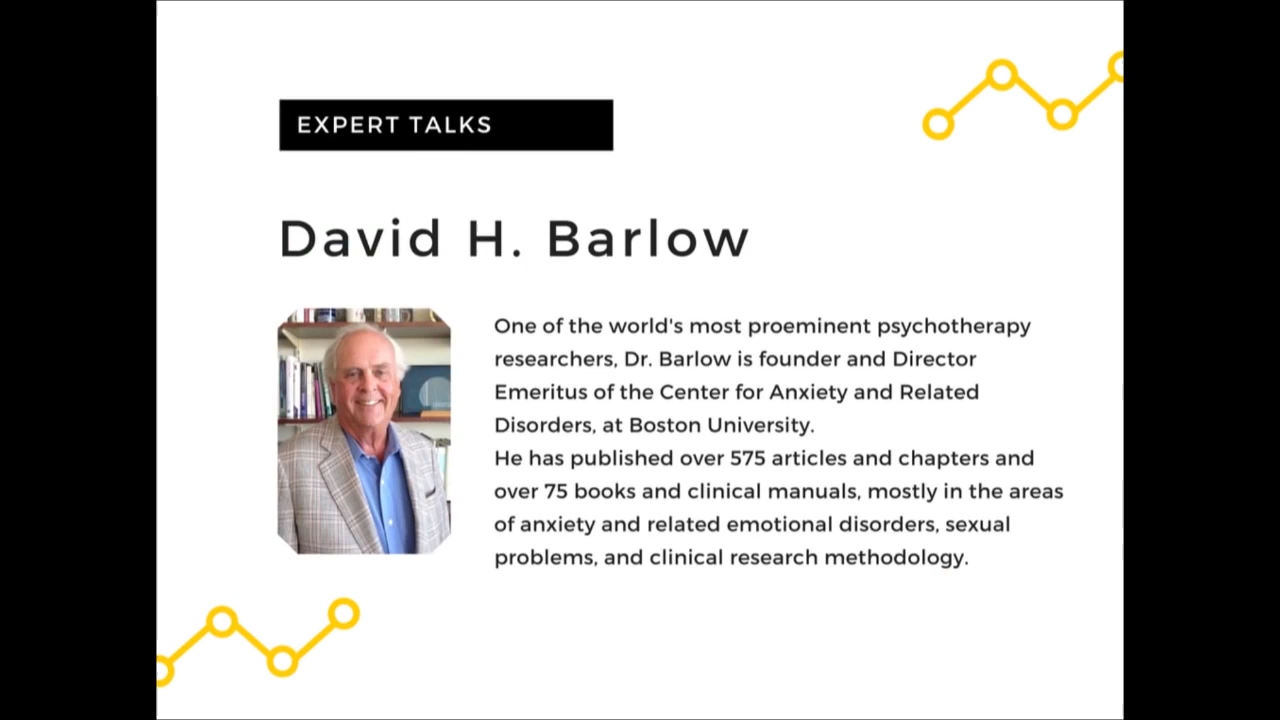 EXPERT TALKS
David H. Barlow
One of the world's most proeminent psychotherapy
researchers, Dr. Barlow is founder and Director
Emeritus of the Center for Anxiety and Related
Disorders, at Boston University.
He has published over 575 articles and chapters and
over 75 books and clinical manuals, mostly in the areas
of anxiety and related emotional disorders, sexual
problems, and clinical research methodology.